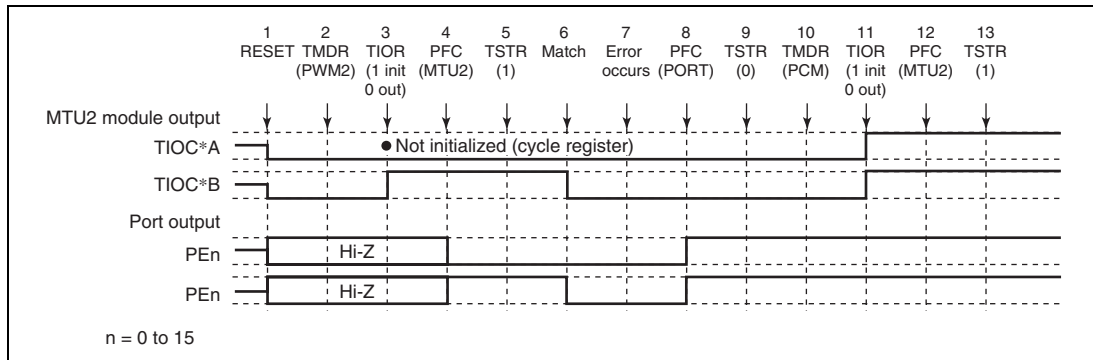 1 2 3 4 5 6 7 8 9 10 11 12 13
RESET TMDR TIOR PFC TSTR Match Error PFC TSTR TMDR TIOR PFC TSTR
(PWM2) (1 init (MTU2) (1) occurs (PORT) (0) (PCM) (1 init (MTU2) (1)
0 out) 0 out)
MTU2 module output
TIOC*A
● Not initialized (cycle register)
TIOC*B
Port output
PEn
Hi-Z
PEn
Hi-Z
n = 0 to 15